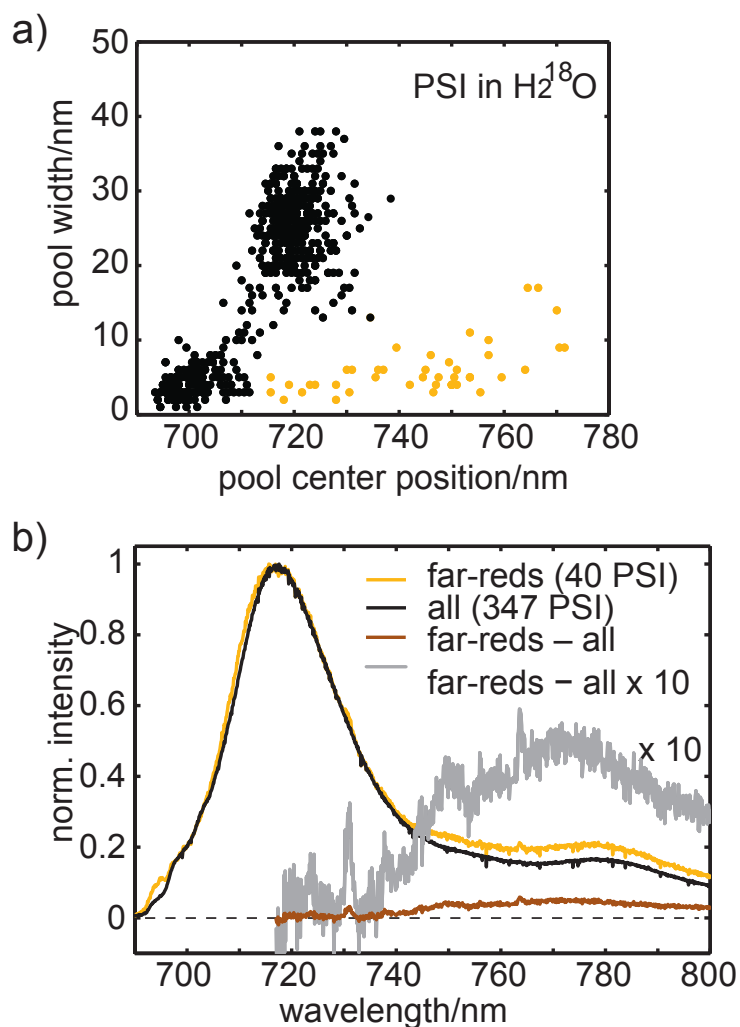 a)
50
40
30
20
10
0
pool width/nm
PSI in H2¹⁸O
700 720 740 760 780
pool center position/nm
b)
1
0.8
0.6
0.4
0.2
0
norm. intensity
far-reds (40 PSI)
all (347 PSI)
far-reds – all
far-reds − all x 10
x 10
700 720 740 760 780 800
wavelength/nm